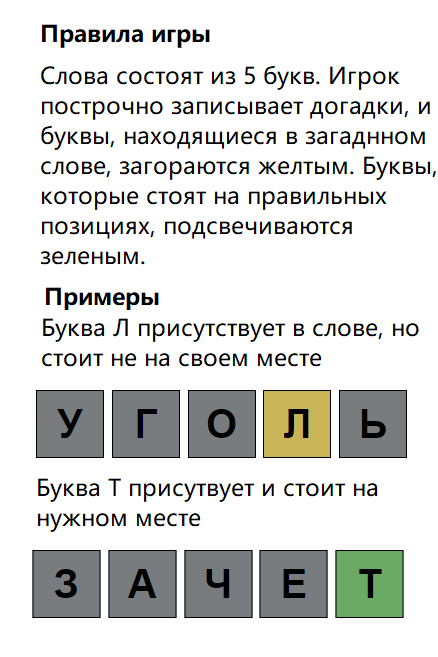 Правила игры
Слова состоят из 5 букв. Игрок
построчно записывает догадки, и
буквы, находящиеся в загаднном
слове, загораются желтым. Буквы,
которые стоят на правильных
позициях, подсвечиваются
зеленым.
Примеры
Буква Л присутствует в слове, но
стоит не на своем месте
У Г О Л Ь
Буква Т присутвует и стоит на
нужном месте
З А Ч Е Т